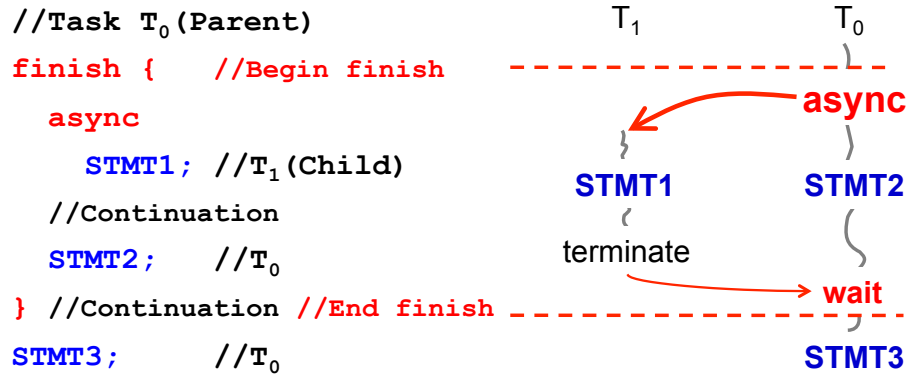 //Task T₀(Parent)
finish { //Begin finish
async
STMT1; //T₁(Child)
//Continuation
STMT2; //T₀
} //Continuation //End finish
STMT3; //T₀
T₁ T₀
async
STMT1 STMT2
terminate
wait
STMT3